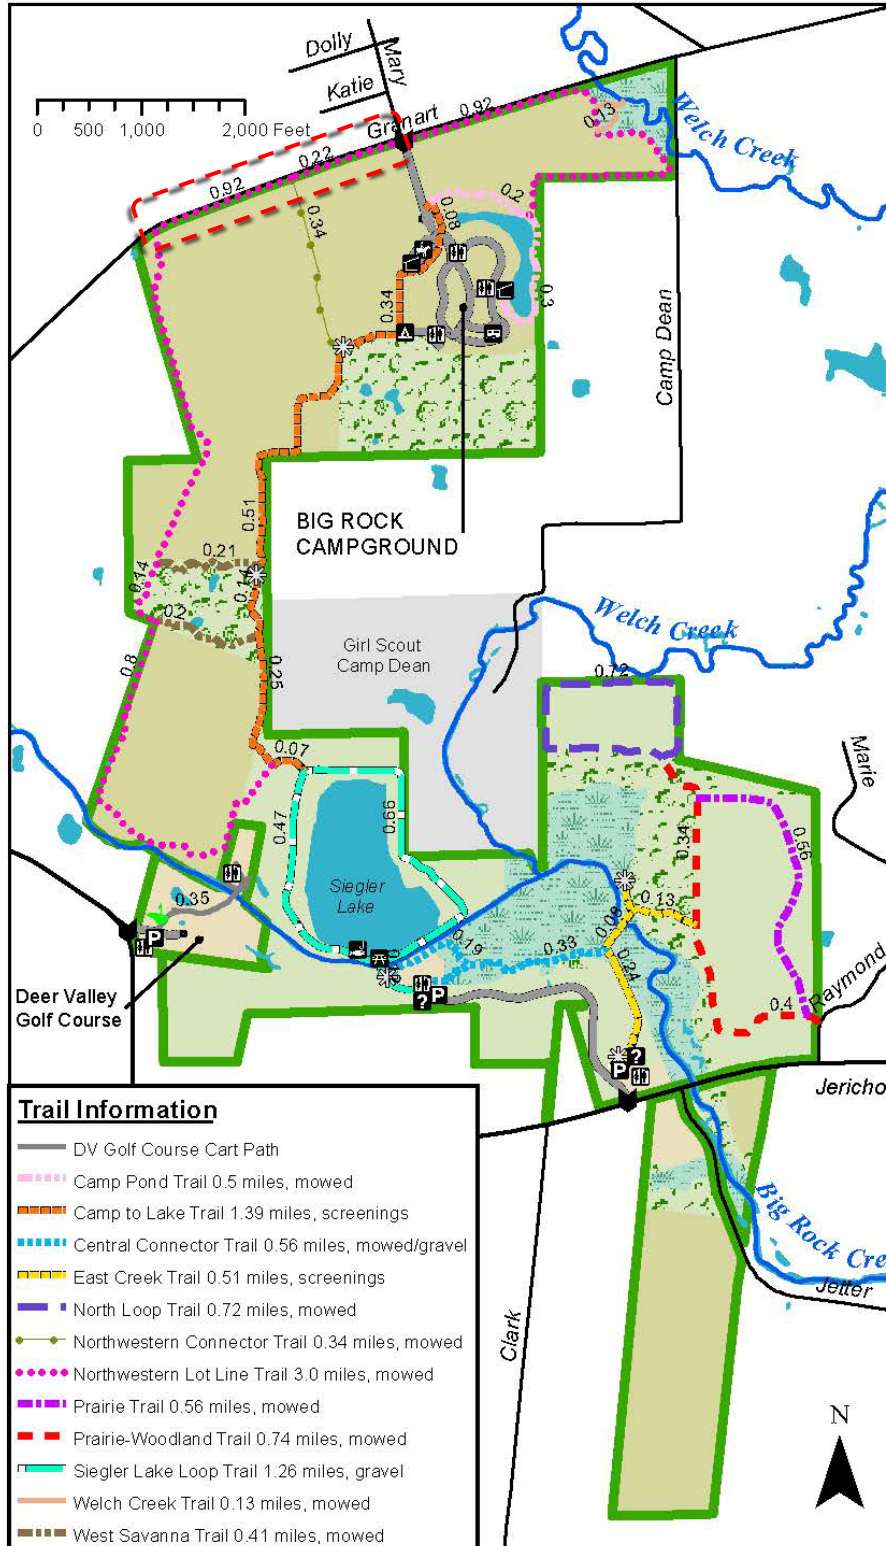 Dolly
Mary
Katie
Granart
0 500 1,000 2,000 Feet
0.92
0.22
0.92
0.13
Welch Creek
0.34
0.08
0.2
0.3
0.34
Camp Dean
0.51
BIG ROCK
CAMPGROUND
0.21
0.14
0.14
0.2
Girl Scout
Camp Dean
Welch Creek
0.8
0.25
0.72
0.07
Marie
0.47
0.66
0.34
0.56
Siegler
Lake
0.35
0.13
0.08
0.19
0.33
0.24
P
?
P
0.4
Raymond
Deer Valley
Golf Course
?
P
Jericho
Trail Information
DV Golf Course Cart Path
Camp Pond Trail 0.5 miles, mowed
Camp to Lake Trail 1.39 miles, screenings
Central Connector Trail 0.56 miles, mowed/gravel
East Creek Trail 0.51 miles, screenings
North Loop Trail 0.72 miles, mowed
Northwestern Connector Trail 0.34 miles, mowed
Northwestern Lot Line Trail 3.0 miles, mowed
Prairie Trail 0.56 miles, mowed
Prairie-Woodland Trail 0.74 miles, mowed
Siegler Lake Loop Trail 1.26 miles, gravel
Welch Creek Trail 0.13 miles, mowed
West Savanna Trail 0.41 miles, mowed
Big Rock Cre
Jetter
Clark
N